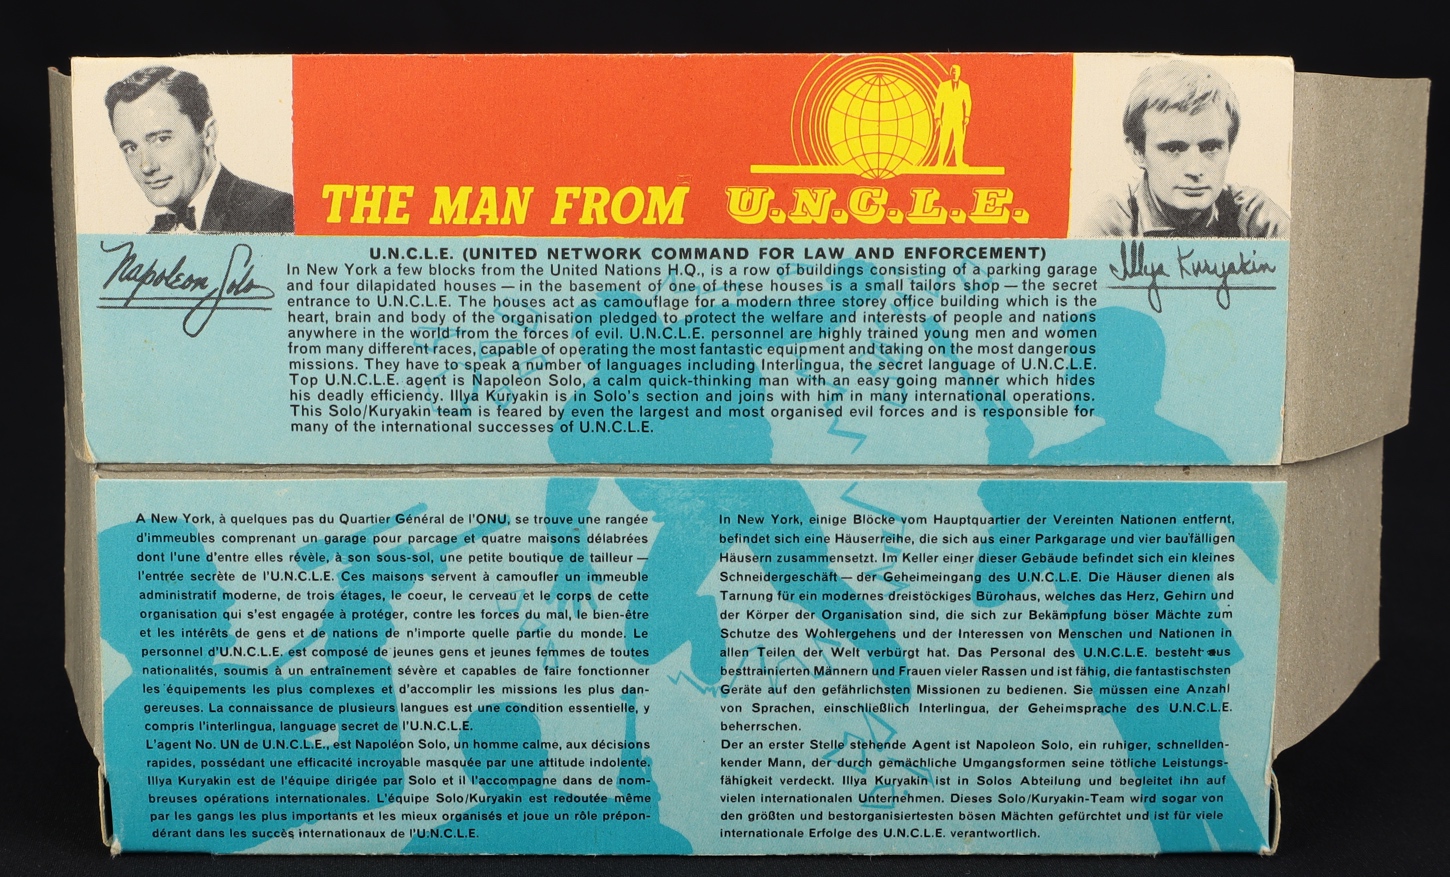 THE MAN FROM U.N.C.L.E.
Napoleon Solo
Illya Kuryakin
U.N.C.L.E. (UNITED NETWORK COMMAND FOR LAW AND ENFORCEMENT)
In New York a few blocks from the United Nations H.Q., is a row of buildings consisting of a parking garage
and four dilapidated houses — in the basement of one of these houses is a small tailors shop — the secret
entrance to U.N.C.L.E. The houses act as camouflage for a modern three storey office building which is the
heart, brain and body of the organisation pledged to protect the welfare and interests of people and nations
anywhere in the world from the forces of evil. U.N.C.L.E. personnel are highly trained young men and women
from many different races, capable of operating the most fantastic equipment and taking on the most dangerous
missions. They have to speak a number of languages including Interlingua, the secret language of U.N.C.L.E.
Top U.N.C.L.E. agent is Napoleon Solo, a calm quick-thinking man with an easy going manner which hides
his deadly efficiency. Illya Kuryakin is in Solo's section and joins with him in many international operations.
This Solo/Kuryakin team is feared by even the largest and most organised evil forces and is responsible for
many of the international successes of U.N.C.L.E.
A New York, à quelques pas du Quartier Général de l'ONU, se trouve une rangée
d'immeubles comprenant un garage pour parcage et quatre maisons délabrées
dont l'une d'entre elles révèle, à son sous-sol, une petite boutique de tailleur —
l'entrée secrète de l'U.N.C.L.E. Ces maisons servent à camoufler un immeuble
administratif moderne, de trois étages, le coeur, le cerveau et le corps de cette
organisation qui s'est engagée à protéger, contre les forces du mal, le bien-être
et les intérêts de gens et de nations de n'importe quelle partie du monde. Le
personnel d'U.N.C.L.E. est composé de jeunes gens et jeunes femmes de toutes
nationalités, soumis à un entraînement sévère et capables de faire fonctionner
les équipements les plus complexes et d'accomplir les missions les plus dan-
gereuses. La connaissance de plusieurs langues est une condition essentielle, y
compris l'interlingua, language secret de l'U.N.C.L.E.
L'agent No. UN de U.N.C.L.E., est Napoléon Solo, un homme calme, aux décisions
rapides, possédant une efficacité incroyable masquée par une attitude indolente.
Illya Kuryakin est de l'équipe dirigée par Solo et il l'accompagne dans de nom-
breuses opérations internationales. L'équipe Solo/Kuryakin est redoutée même
par les gangs les plus importants et les mieux organisés et joue un rôle prépon-
dérant dans les succès internationaux de l'U.N.C.L.E.
In New York, einige Blöcke vom Hauptquartier der Vereinten Nationen entfernt,
befindet sich eine Häuserreihe, die sich aus einer Parkgarage und vier baufälligen
Häusern zusammensetzt. Im Keller einer dieser Gebäude befindet sich ein kleines
Schneidergeschäft — der Geheimeingang des U.N.C.L.E. Die Häuser dienen als
Tarnung für ein modernes dreistöckiges Bürohaus, welches das Herz, Gehirn und
der Körper der Organisation sind, die sich zur Bekämpfung böser Mächte zum
Schutze des Wohlergehens und der Interessen von Menschen und Nationen in
allen Teilen der Welt verbürgt hat. Das Personal des U.N.C.L.E. besteht aus
besttrainierten Männern und Frauen vieler Rassen und ist fähig, die fantastischsten
Geräte auf den gefährlichsten Missionen zu bedienen. Sie müssen eine Anzahl
von Sprachen, einschließlich Interlingua, der Geheimsprache des U.N.C.L.E.
beherrschen.
Der an erster Stelle stehende Agent ist Napoleon Solo, ein ruhiger, schnellden-
kender Mann, der durch gemächliche Umgangsformen seine tötliche Leistungs-
fähigkeit verdeckt. Illya Kuryakin ist in Solos Abteilung und begleitet ihn auf
vielen internationalen Unternehmen. Dieses Solo/Kuryakin-Team wird sogar von
den größten und bestorganisiertesten bösen Mächten gefürchtet und ist für viele
internationale Erfolge des U.N.C.L.E. verantwortlich.